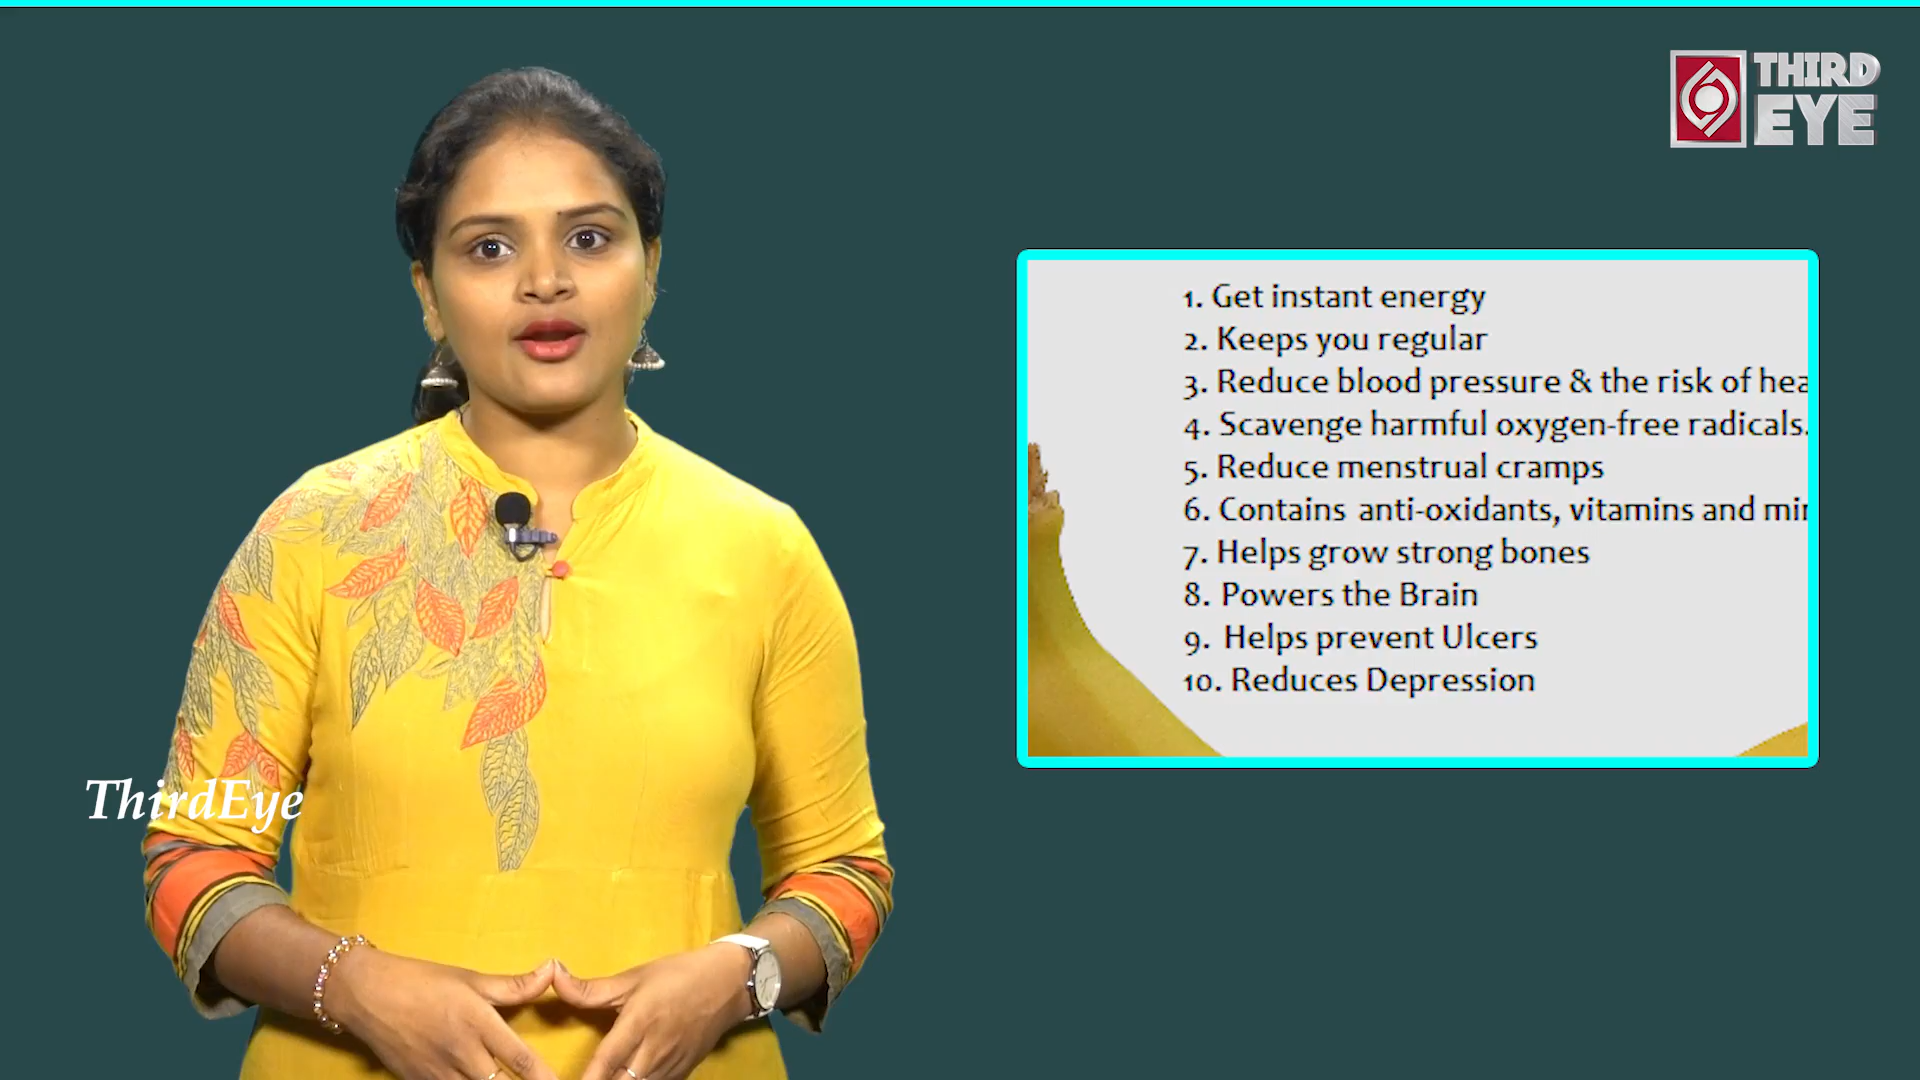 THIRD
EYE
1. Get instant energy
2. Keeps you regular
3. Reduce blood pressure & the risk of
4. Scavenge harmful oxygen-free radicals.
5. Reduce menstrual cramps
6. Contains anti-oxidants, vitamins and
7. Helps grow strong bones
8. Powers the Brain
9. Helps prevent Ulcers
10. Reduces Depression
ThirdEye